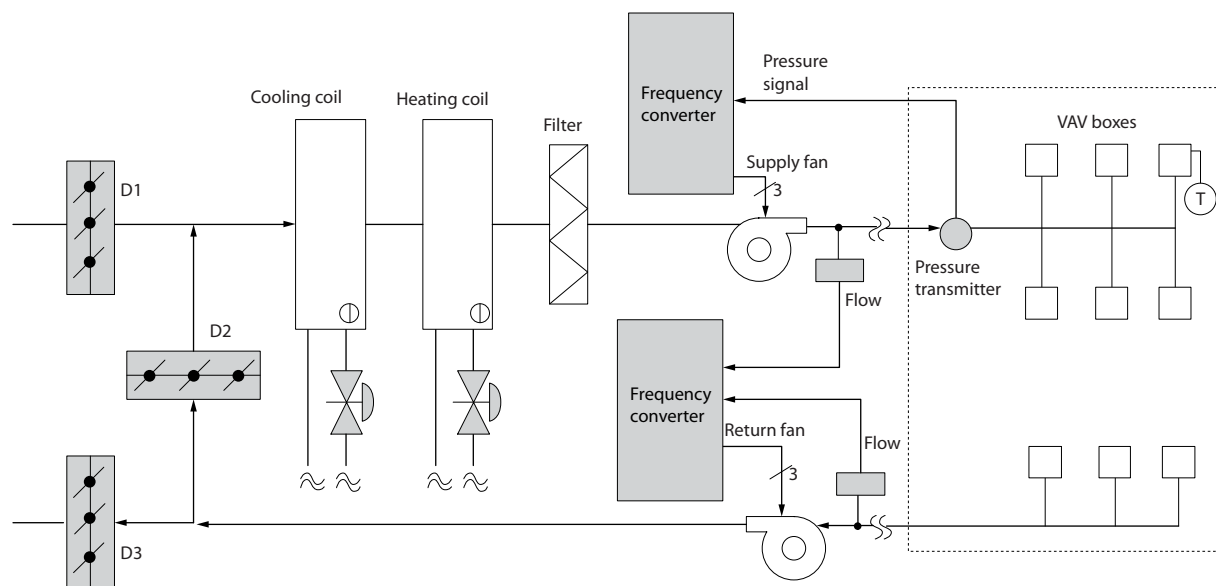 Pressure
signal
Cooling coil
Heating coil
Frequency
converter
Filter
VAV boxes
Supply fan
D1
3
T
Pressure
transmitter
Flow
D2
Frequency
converter
Return fan
Flow
3
D3